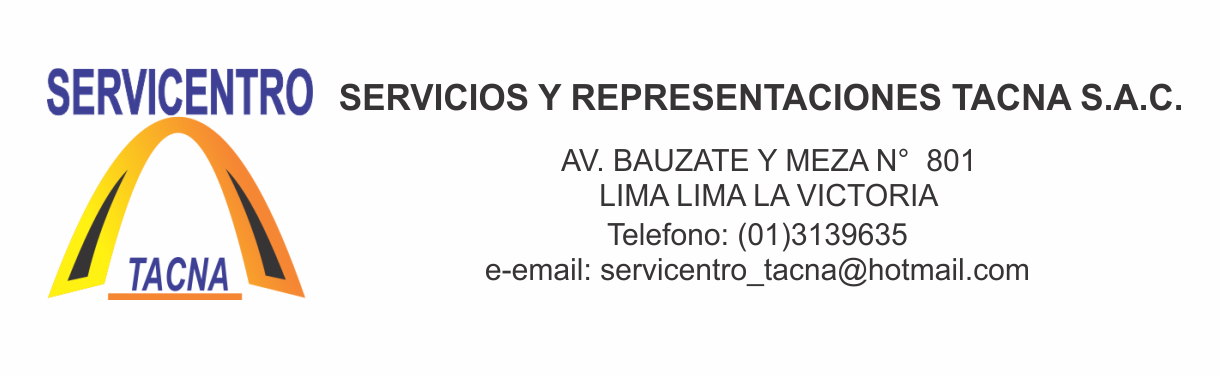 SERVICENTRO
TACNA
SERVICIOS Y REPRESENTACIONES TACNA S.A.C.
AV. BAUZATE Y MEZA N°  801
LIMA LIMA LA VICTORIA
Telefono: (01)3139635
e-email: servicentro_tacna@hotmail.com